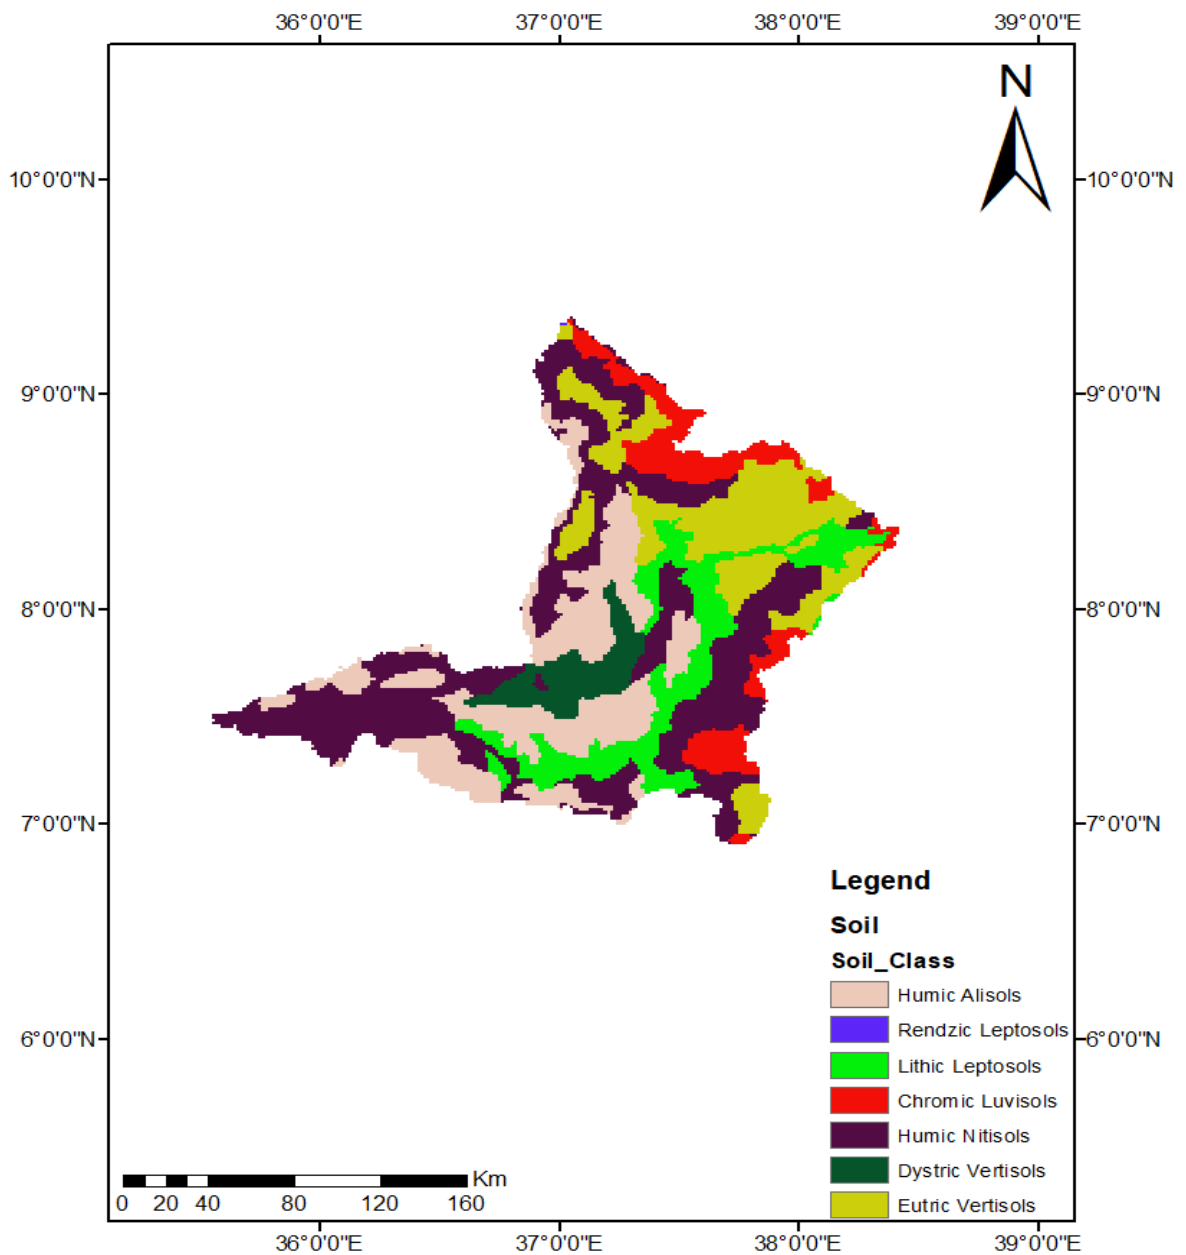 36°0'0"E 37°0'0"E 38°0'0"E 39°0'0"E
N
10°0'0"N 10°0'0"N
9°0'0"N 9°0'0"N
8°0'0"N 8°0'0"N
7°0'0"N 7°0'0"N
Legend
Soil
Soil_Class
Humic Alisols
Rendzic Leptosols
6°0'0"N 6°0'0"N
Lithic Leptosols
Chromic Luvisols
Humic Nitisols
Dystric Vertisols
Eutric Vertisols
Km
0 20 40 80 120 160
36°0'0"E 37°0'0"E 38°0'0"E 39°0'0"E